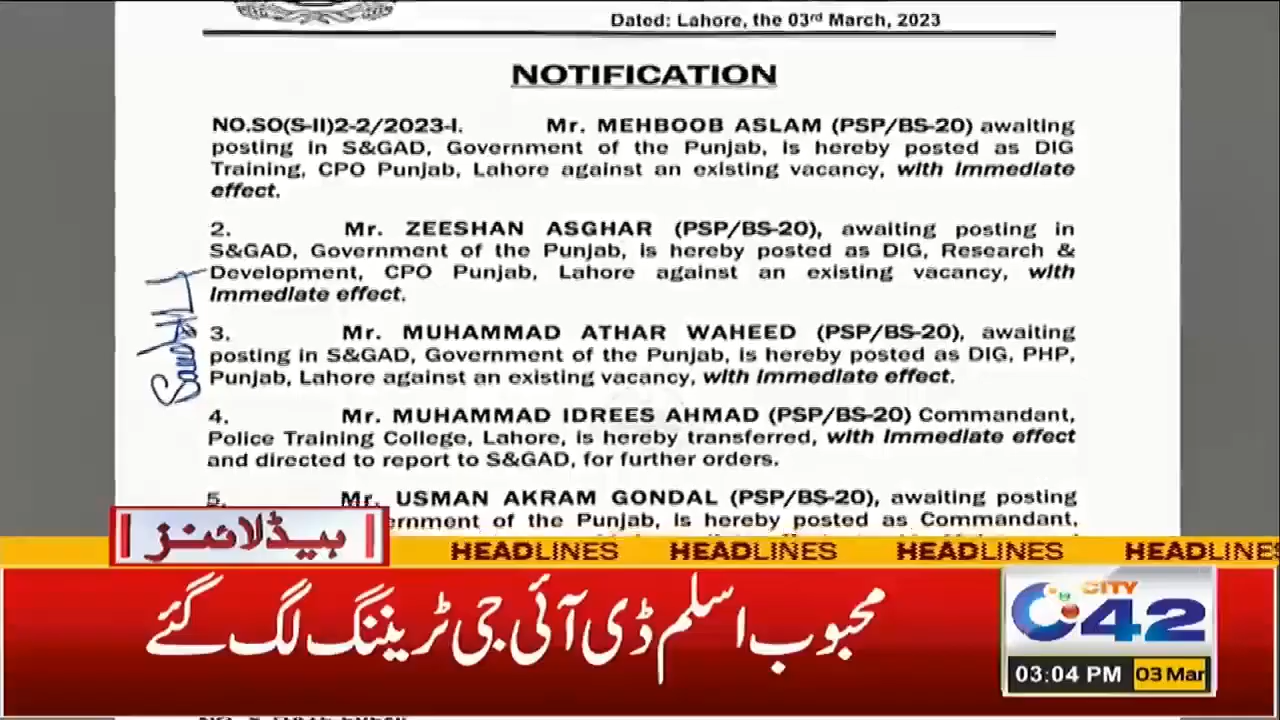 Dated: Lahore, the 03rd March, 2023
NOTIFICATION
NO.SO(S-II)2-2/2023-I. Mr. MEHBOOB ASLAM (PSP/BS-20) awaiting
posting in S&GAD, Government of the Punjab, is hereby posted as DIG
Training, CPO Punjab, Lahore against an existing vacancy, with immediate
effect.
2. Mr. ZEESHAN ASGHAR (PSP/BS-20), awaiting posting in
S&GAD, Government of the Punjab, is hereby posted as DIG, Research &
Development, CPO Punjab, Lahore against an existing vacancy, with
immediate effect.
3. Mr. MUHAMMAD ATHAR WAHEED (PSP/BS-20), awaiting
posting in S&GAD, Government of the Punjab, is hereby posted as DIG, PHP,
Punjab, Lahore against an existing vacancy, with immediate effect.
4. Mr. MUHAMMAD IDREES AHMAD (PSP/BS-20) Commandant,
Police Training College, Lahore, is hereby transferred, with immediate effect
and directed to report to S&GAD, for further orders.
5. Mr. USMAN AKRAM GONDAL (PSP/BS-20), awaiting posting
of the Punjab, is hereby posted as Commandant,
ہیڈلائنز
HEADLINES HEADLINES HEADLINES HEADLINES
محبوب اسلم ڈی آئی جی ٹریننگ لگ گئے
CITY
42
03:04 PM 03 Mar